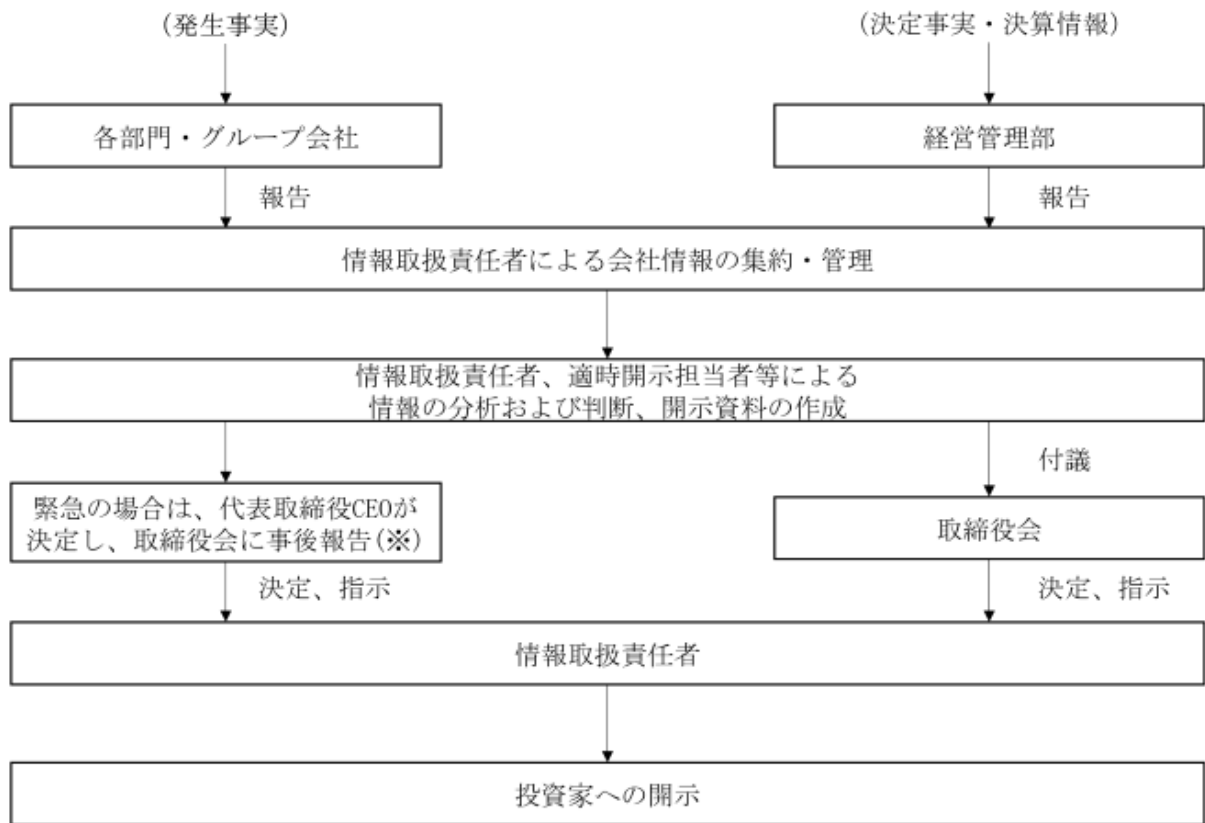 (発生事実)
(決定事実・決算情報)
各部門・グループ会社
経営管理部
報告
報告
情報取扱責任者による会社情報の集約・管理
情報取扱責任者、適時開示担当者等による
情報の分析および判断、開示資料の作成
付議
緊急の場合は、代表取締役CEOが
決定し、取締役会に事後報告(※)
取締役会
決定、指示
決定、指示
情報取扱責任者
投資家への開示